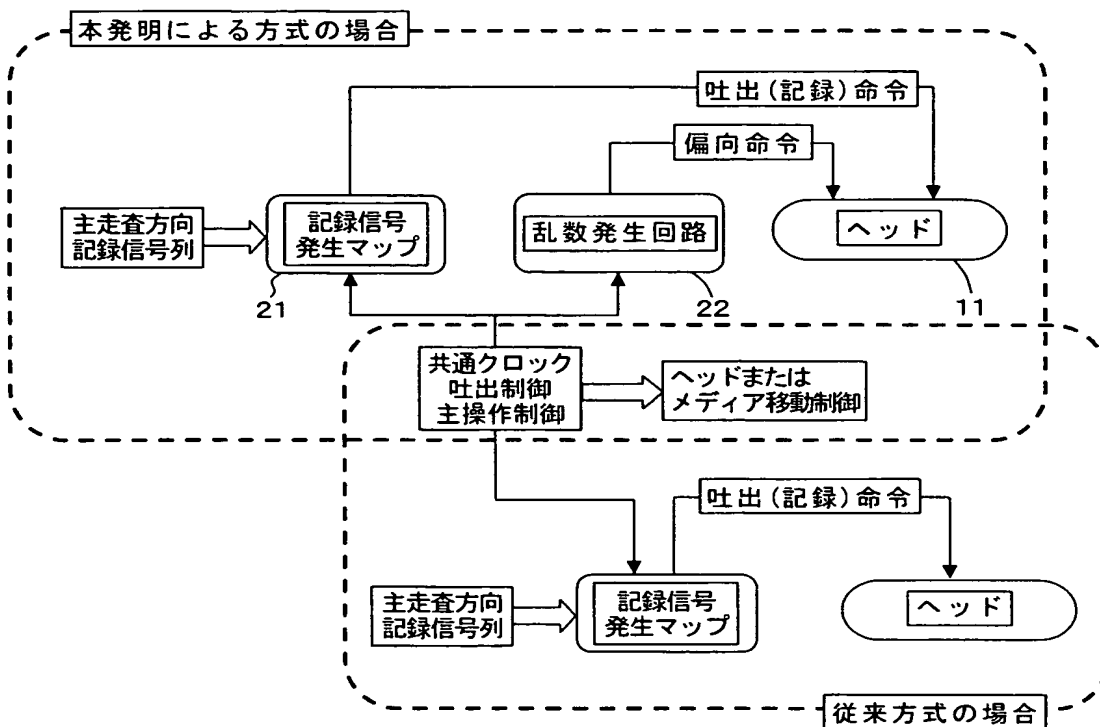 本発明による方式の場合
吐出(記録)命令
偏向命令
主走査方向
記録信号列
記録信号
発生マップ
乱数発生回路
ヘッド
21
22
11
共通クロック
吐出制御
主操作制御
ヘッドまたは
メディア移動制御
吐出(記録)命令
主走査方向
記録信号列
記録信号
発生マップ
ヘッド
従来方式の場合